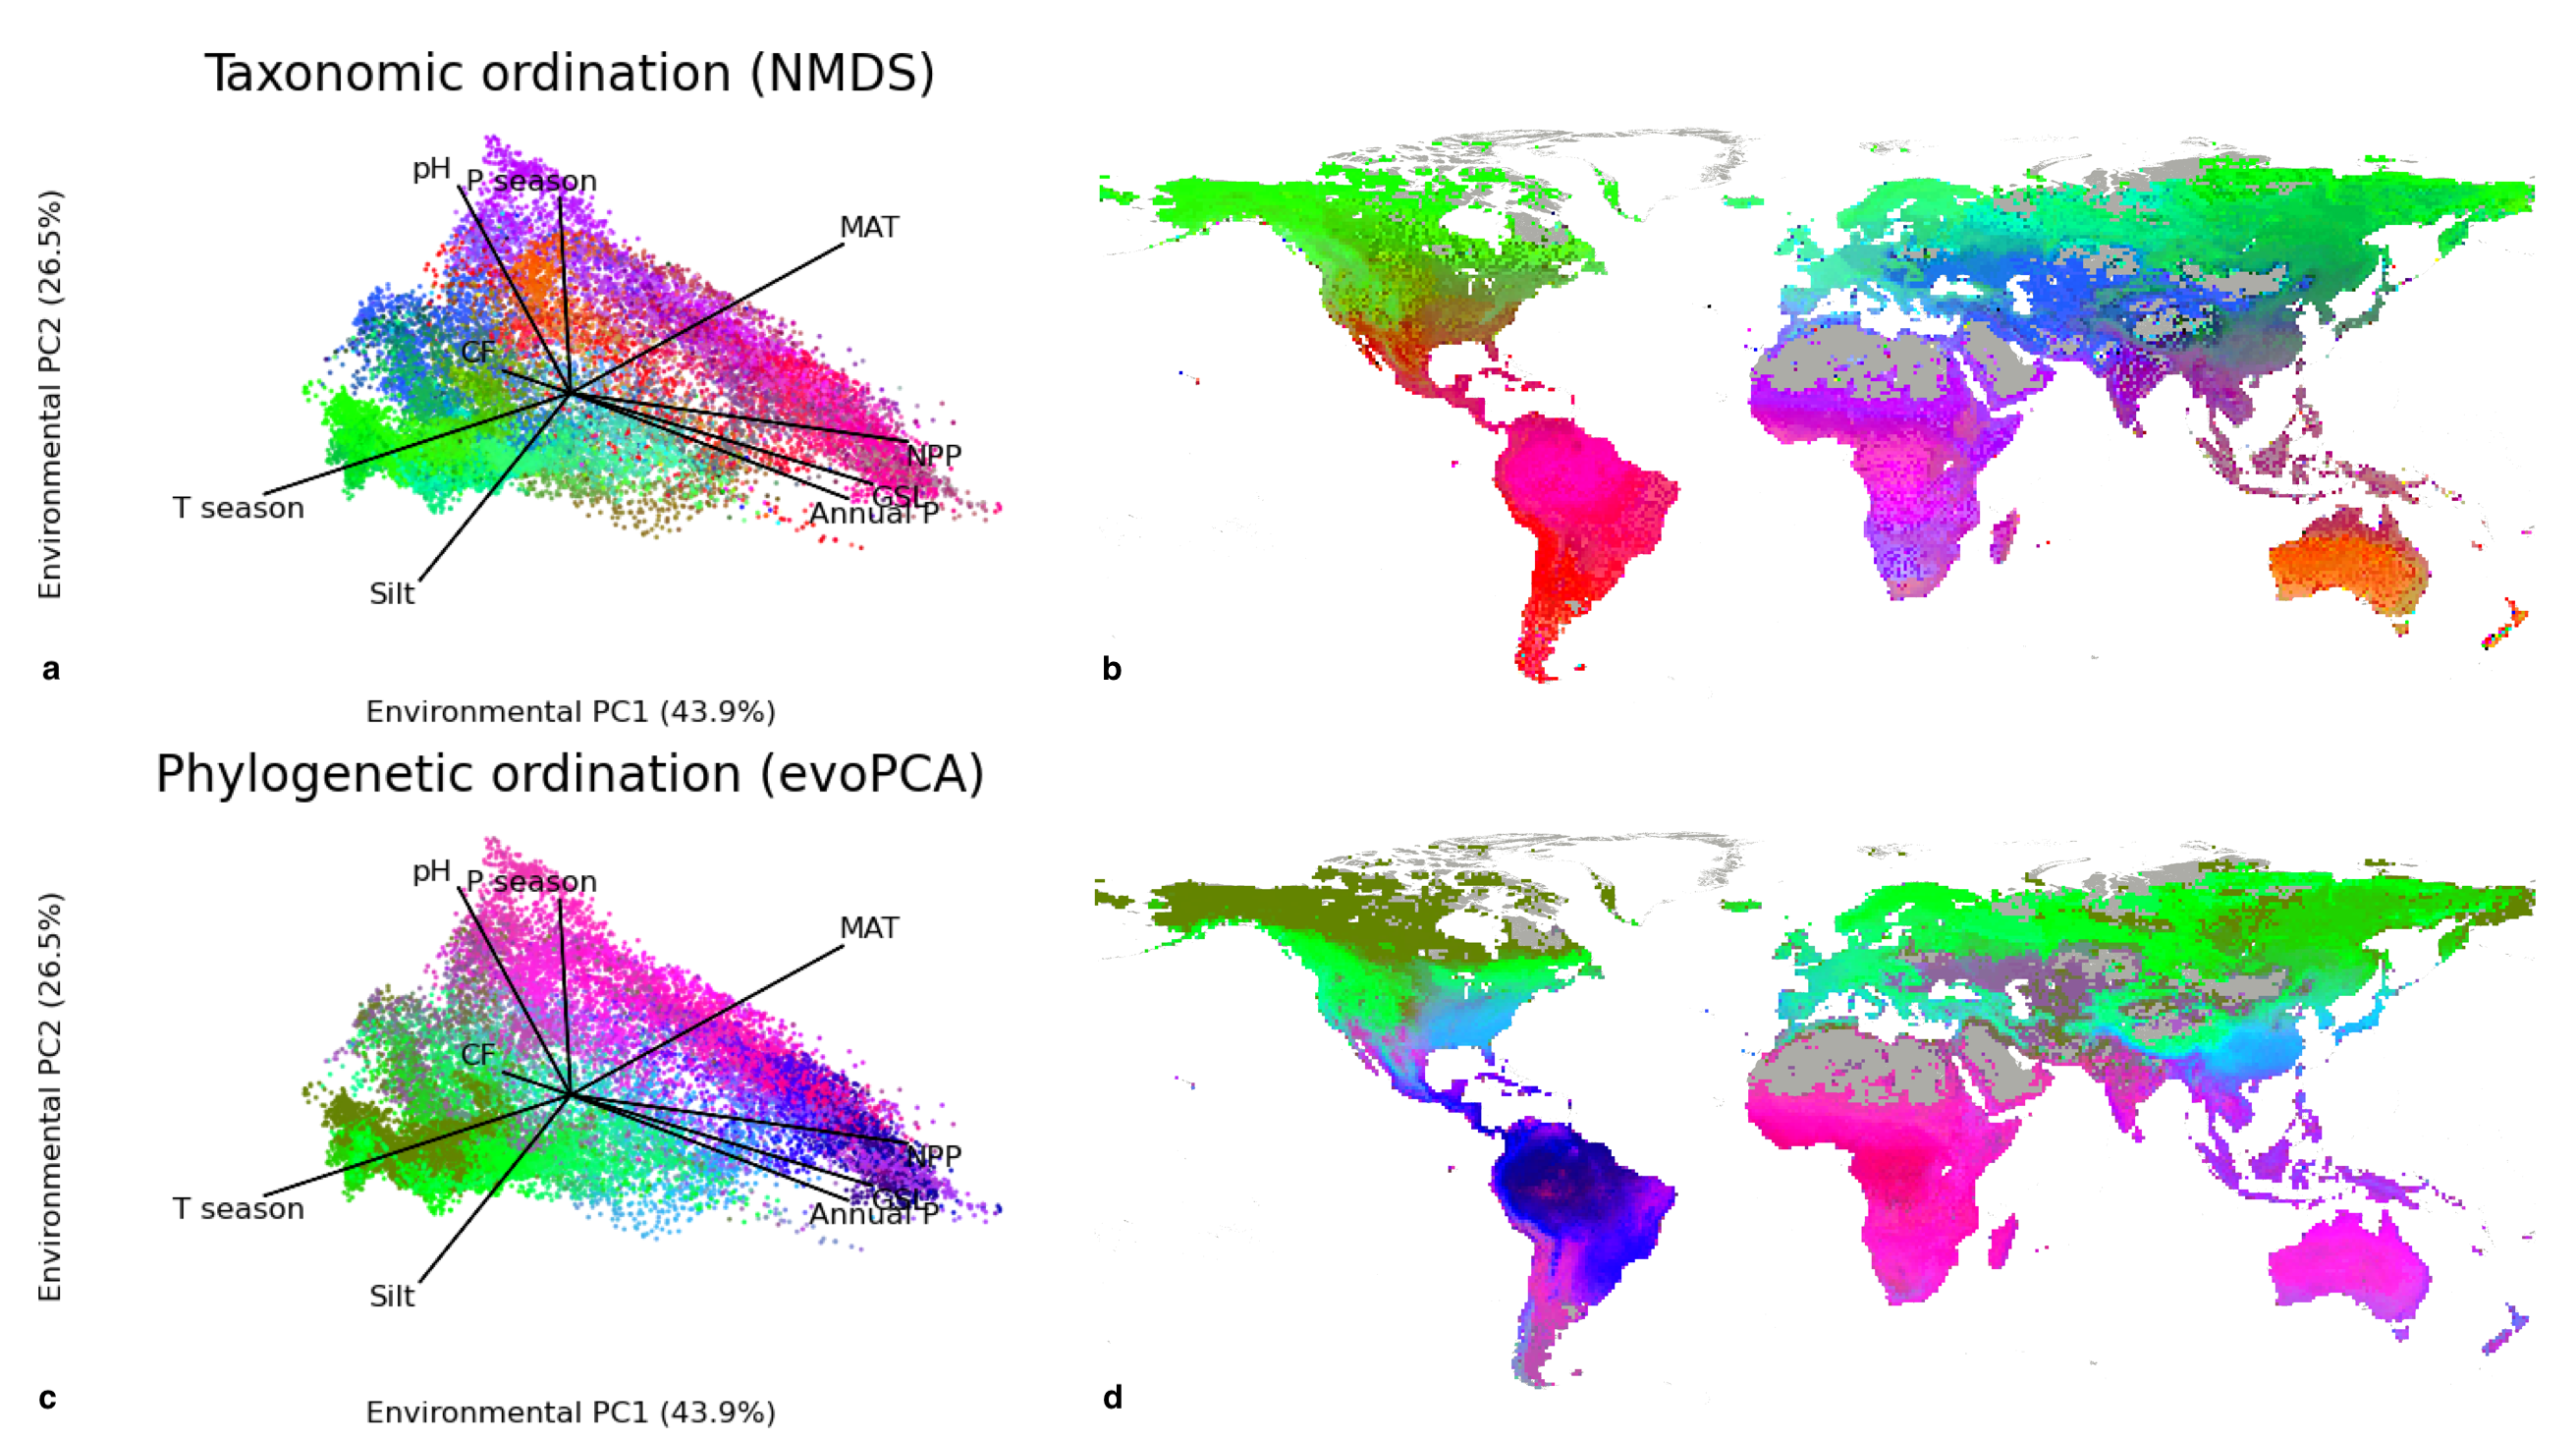 Taxonomic ordination (NMDS)
Environmental PC2 (26.5%)
pH
P season
MAT
CF
NPP
GSL
Annual P
T season
Silt
a
b
Environmental PC1 (43.9%)
Phylogenetic ordination (evoPCA)
Environmental PC2 (26.5%)
pH
P season
MAT
CF
NPP
GSL
Annual P
T season
Silt
c
d
Environmental PC1 (43.9%)